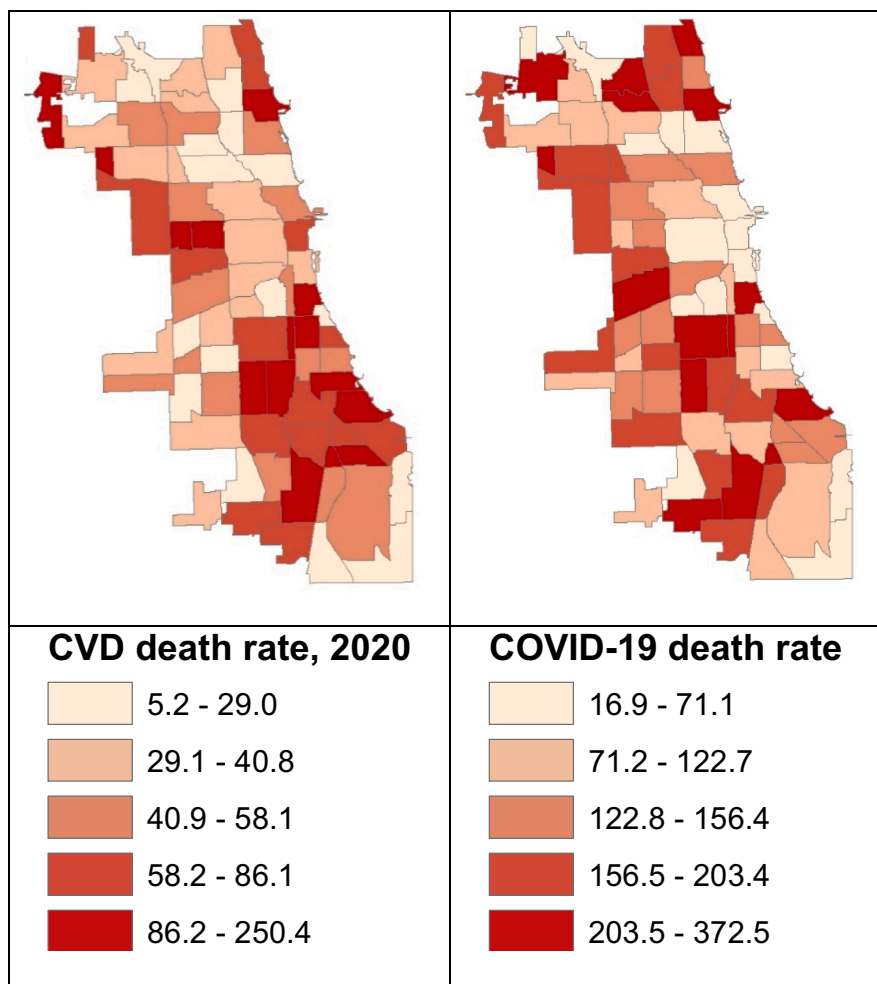 CVD death rate, 2020
5.2 - 29.0
29.1 - 40.8
40.9 - 58.1
58.2 - 86.1
86.2 - 250.4
COVID-19 death rate
16.9 - 71.1
71.2 - 122.7
122.8 - 156.4
156.5 - 203.4
203.5 - 372.5